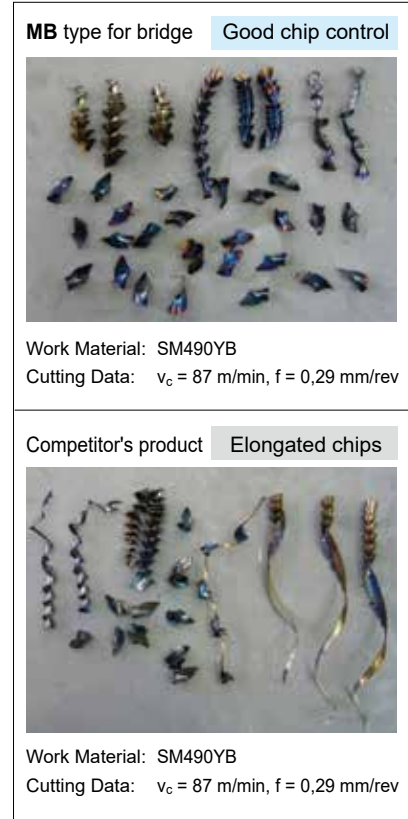 MB type for bridge Good chip control
Work Material: SM490YB
Cutting Data: vc = 87 m/min, f = 0,29 mm/rev
Competitor's product Elongated chips
Work Material: SM490YB
Cutting Data: vc = 87 m/min, f = 0,29 mm/rev